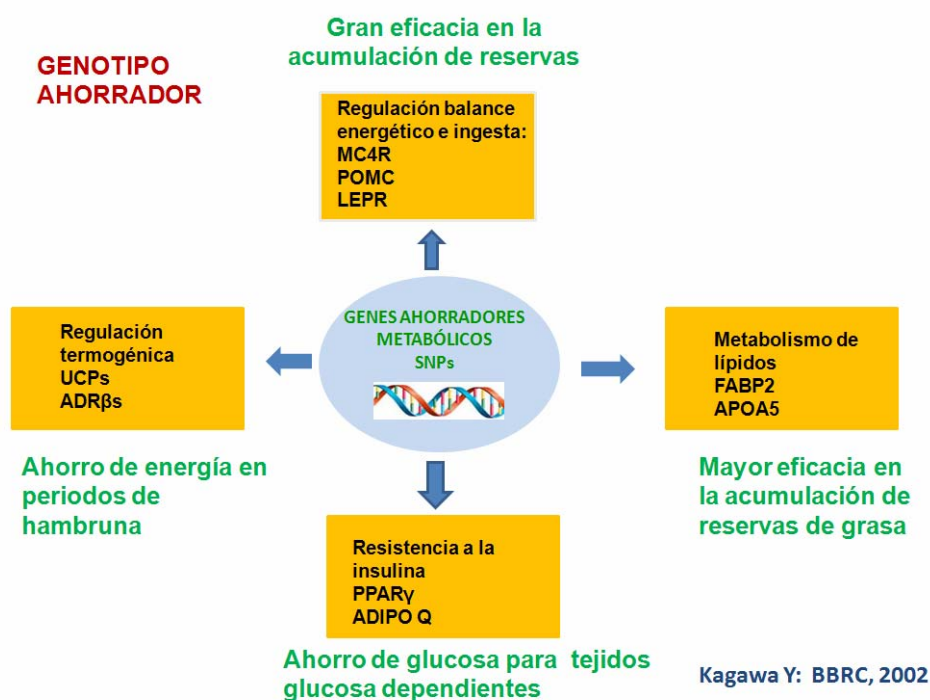 GENOTIPO
AHORRADOR
Gran eficacia en la
acumulación de reservas
Regulación balance
energético e ingesta:
MC4R
POMC
LEPR
GENES AHORRADORES
METABÓLICOS
SNPs
Regulación
termogénica
UCPs
ADRβs
Ahorro de energía en
periodos de
hambruna
Metabolismo de
lípidos
FABP2
APOA5
Mayor eficacia en
la acumulación de
reservas de grasa
Resistencia a la
insulina
PPARγ
ADIPO Q
Ahorro de glucosa para tejidos
glucosa dependientes
Kagawa Y: BBRC, 2002